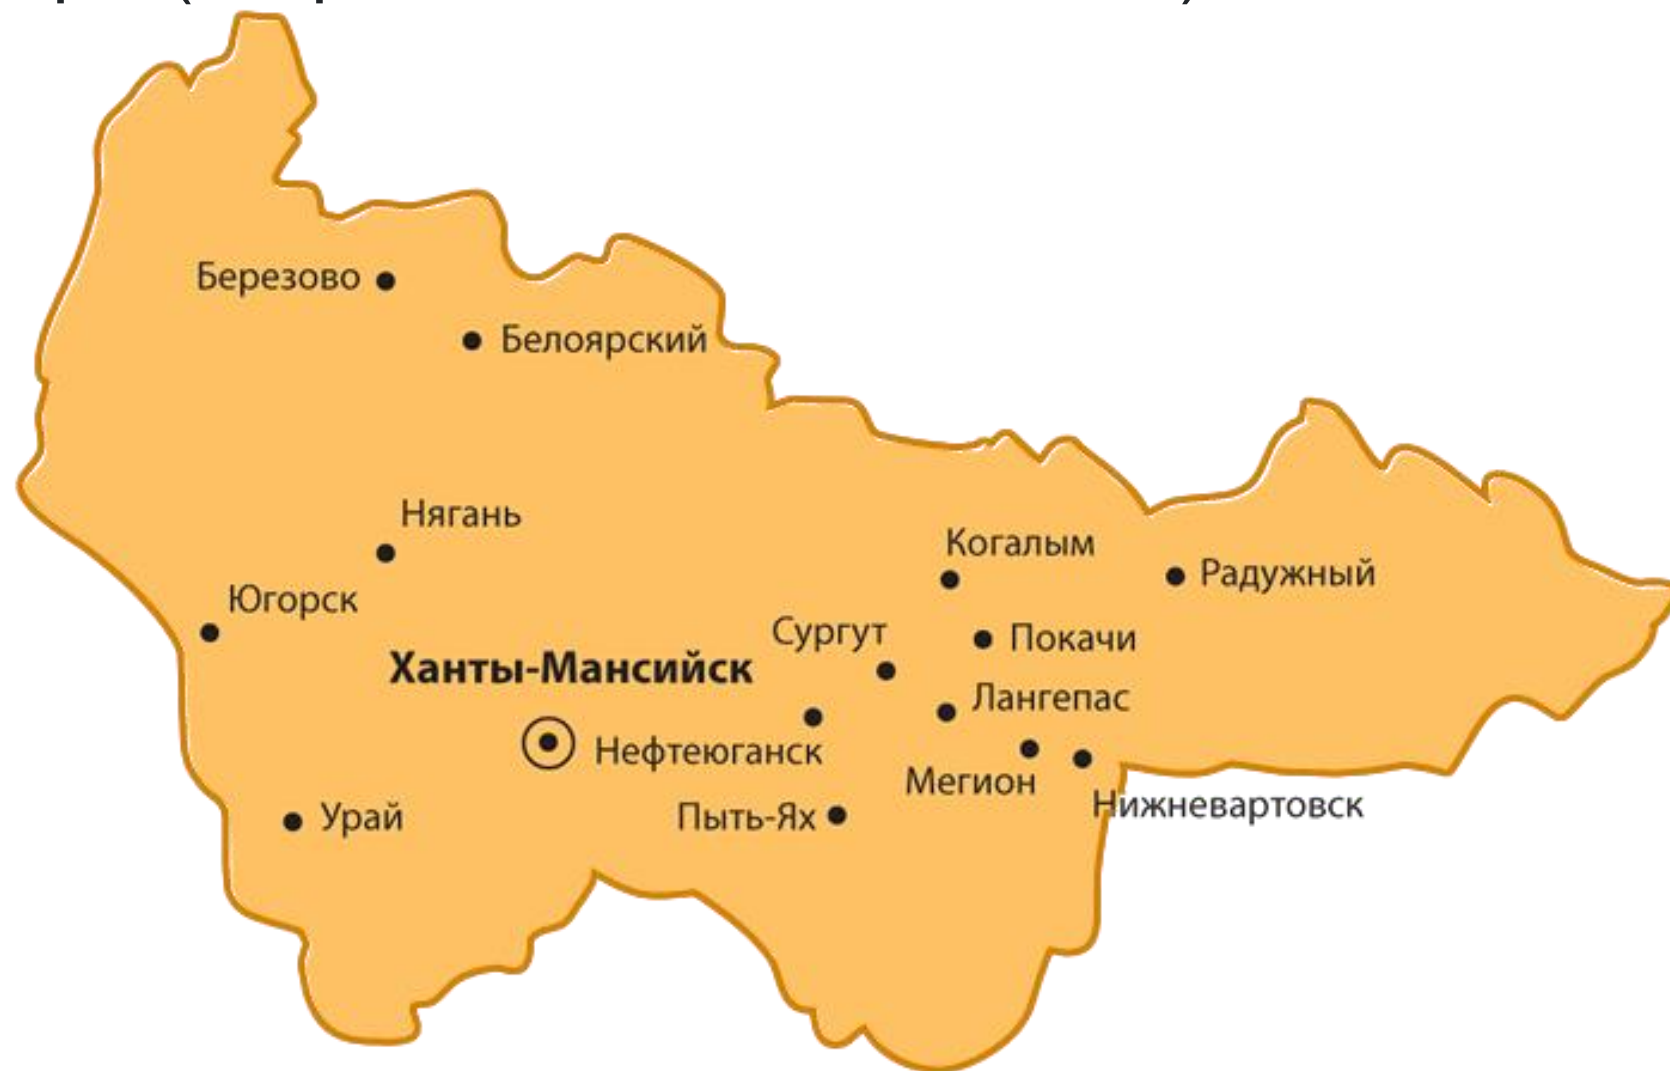 Березово
Белоярский
Нягань
Когалым
Радужный
Югорск
Сургут
Покачи
Ханты-Мансийск
Лангепас
Нефтеюганск
Мегион
Нижневартовск
Урай
Пыть-Ях